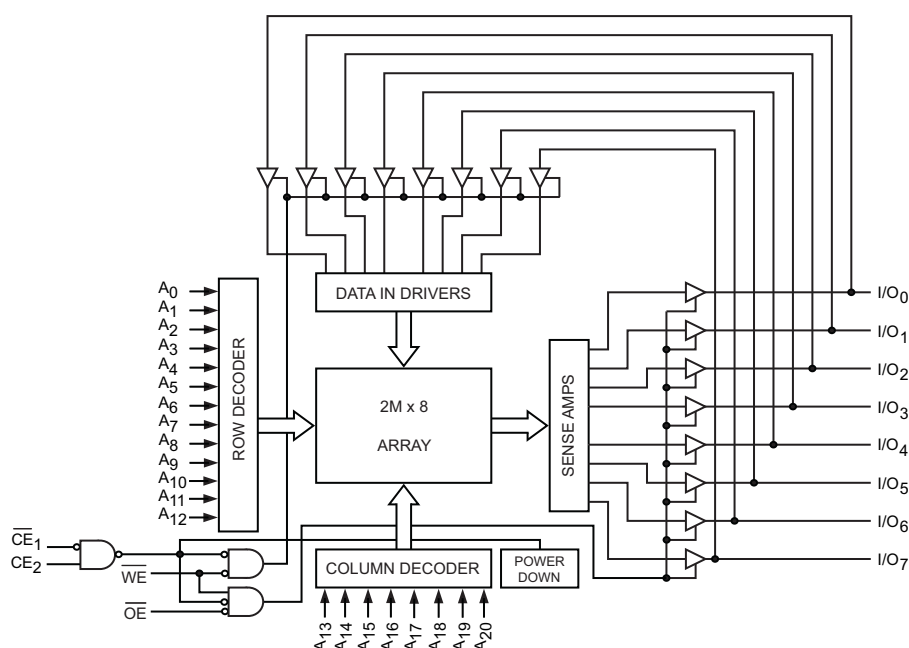 DATA IN DRIVERS
A0
A1
A2
A3
A4
A5
A6
A7
A8
A9
A10
A11
A12
ROW DECODER
2M x 8
ARRAY
SENSE AMPS
I/O0
I/O1
I/O2
I/O3
I/O4
I/O5
I/O6
I/O7
CE1
CE2
WE
OE
COLUMN DECODER
POWER
DOWN
A13
A14
A15
A16
A17
A18
A19
A20